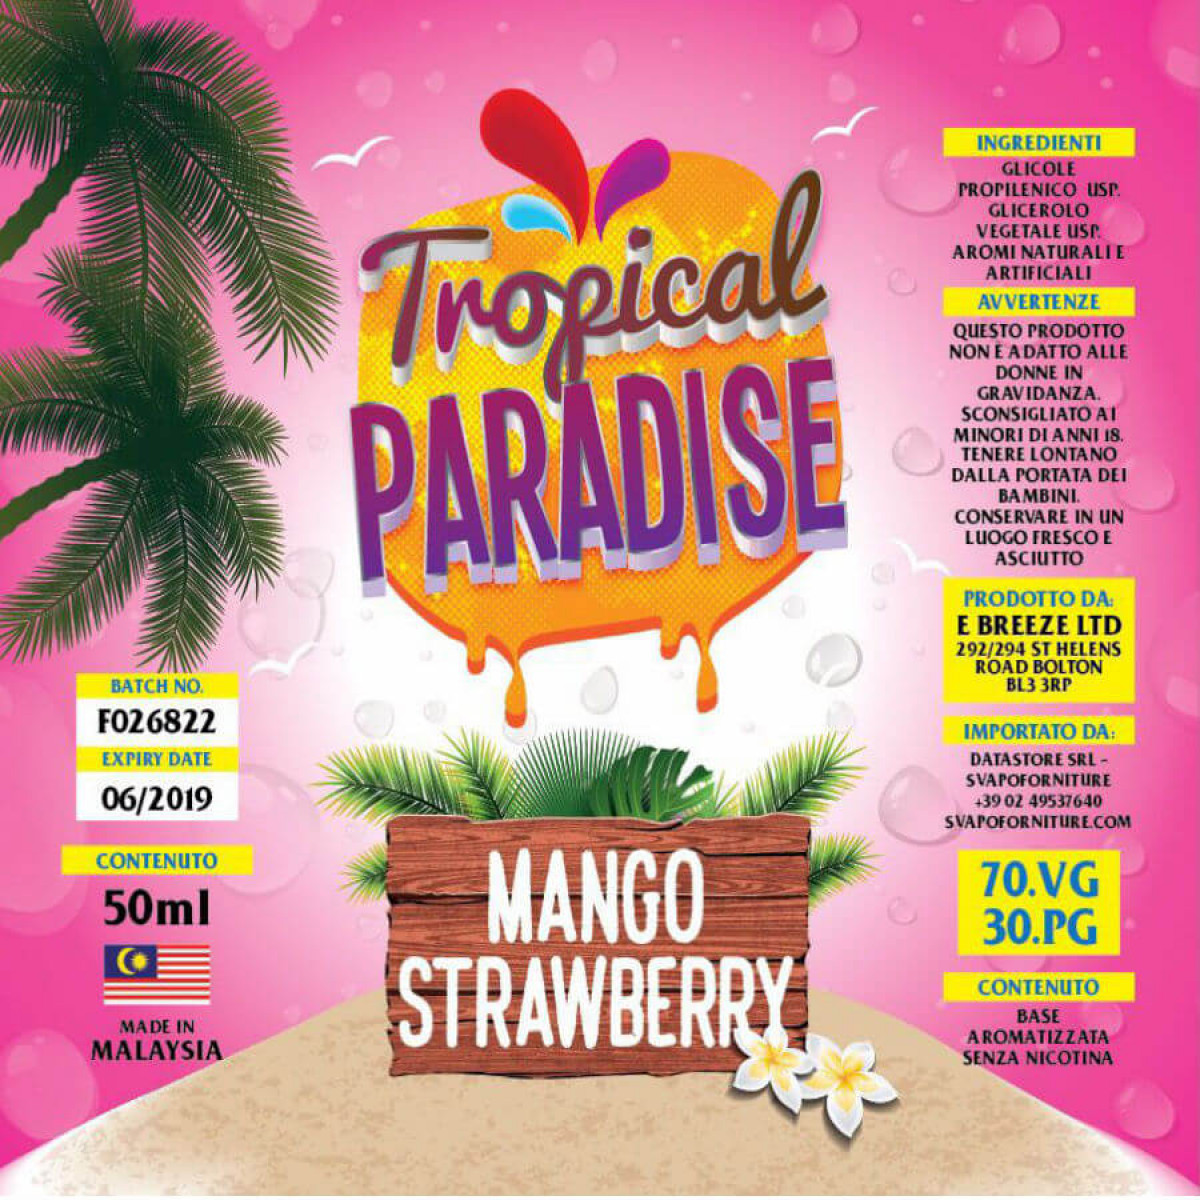 Tropical
PARADISE
MANGO
STRAWBERRY
BATCH NO.
F026822
EXPIRY DATE
06/2019
CONTENUTO
50ml
MADE IN
MALAYSIA
INGREDIENTI
GLICOLE
PROPILENICO USP.
GLICEROLO
VEGETALE USP.
AROMI NATURALI E
ARTIFICIALI
AVVERTENZE
QUESTO PRODOTTO
NON È ADATTO ALLE
DONNE IN
GRAVIDANZA.
SCONSIGLIATO AI
MINORI DI ANNI 18.
TENERE LONTANO
DALLA PORTATA DEI
BAMBINI.
CONSERVARE IN UN
LUOGO FRESCO E
ASCIUTTO
PRODOTTO DA:
E BREEZE LTD
292/294 ST HELENS
ROAD BOLTON
BL3 3RP
IMPORTATO DA:
DATASTORE SRL -
SVAPOFORNITURE
+39 02 49537640
SVAPOFORNITURE.COM
70.VG
30.PG
CONTENUTO
BASE
AROMATIZZATA
SENZA NICOTINA